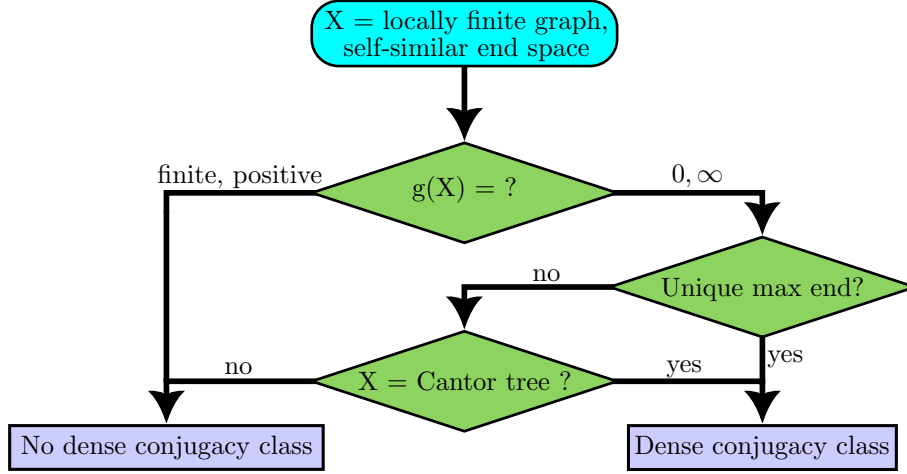 X = locally finite graph,
self-similar end space
finite, positive
g(X) = ?
0, ∞
no
Unique max end?
no
X = Cantor tree ?
yes
yes
No dense conjugacy class
Dense conjugacy class